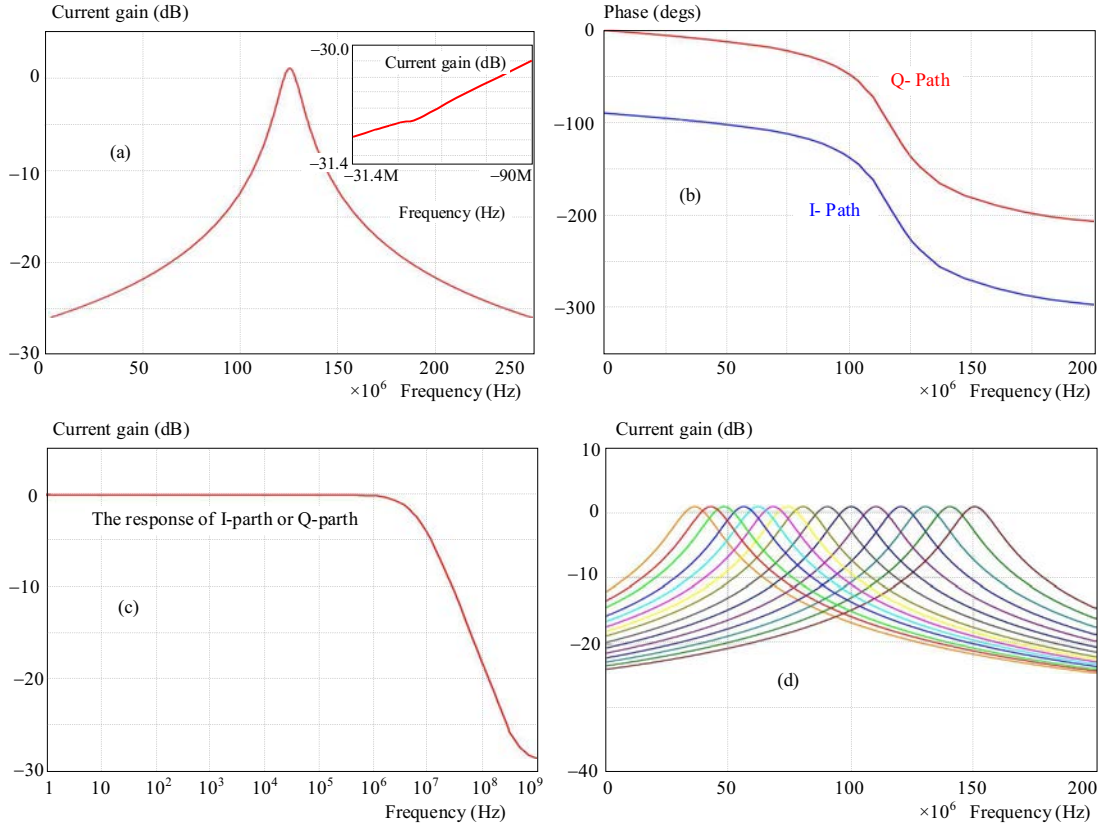 Current gain (dB)
0
−10
−20
−30
0 50 100 150 200 250
×10⁶ Frequency (Hz)
(a)
−30.0
Current gain (dB)
−31.4
−31.4M −90M
Frequency (Hz)
Phase (degs)
0
−100
−200
−300
0 50 100 150 200
×10⁶ Frequency (Hz)
Q- Path
I- Path
(b)
Current gain (dB)
0
−10
−20
−30
1 10 10² 10³ 10⁴ 10⁵ 10⁶ 10⁷ 10⁸ 10⁹
Frequency (Hz)
The response of I-parth or Q-parth
(c)
Current gain (dB)
10
0
−10
−20
−40
0 50 100 150 200
×10⁶ Frequency (Hz)
(d)